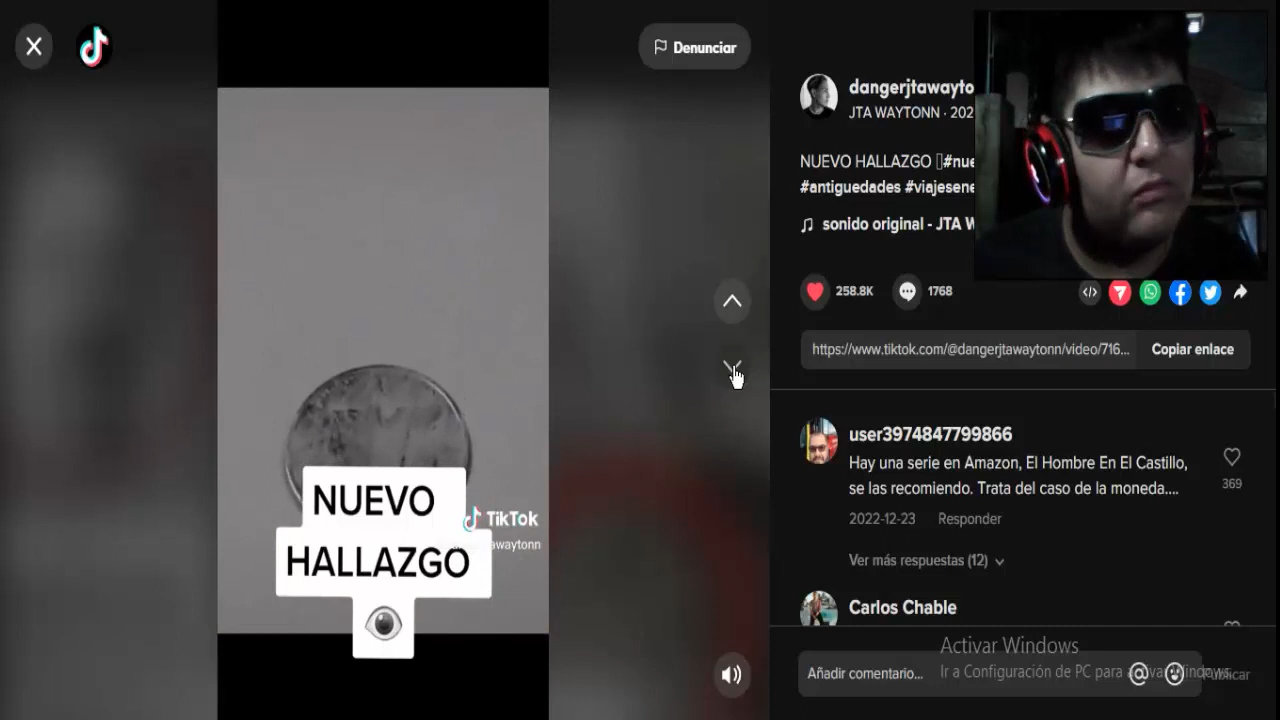 Denunciar
NUEVO
HALLAZGO
TikTok
awaytonn
dangerjtawayto
JTA WAYTONN · 202
NUEVO HALLAZGO #nue
#antiguedades #viajesene
sonido original - JTA W
258.8K
1768
https://www.tiktok.com/@dangerjtawaytonn/video/716...
Copiar enlace
user3974847799866
Hay una serie en Amazon, El Hombre En El Castillo,
se las recomiendo. Trata del caso de la moneda....
369
2022-12-23 Responder
Ver más respuestas (12)
Carlos Chable
Activar Windows
Ir a Configuración de PC para activar Windows.
Añadir comentario...
Publicar